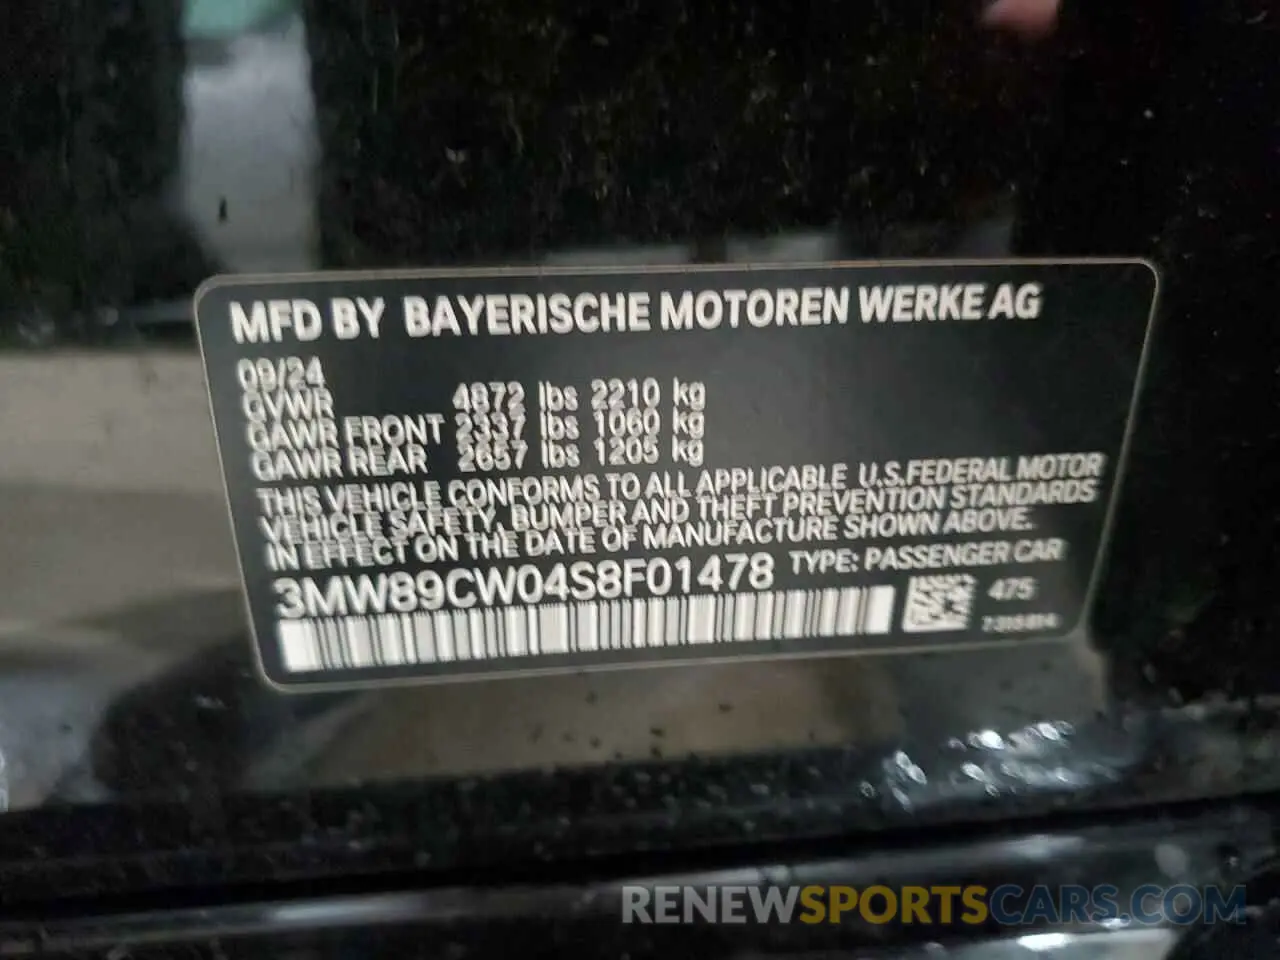 MFD BY BAYERISCHE MOTOREN WERKE AG
09/24
GVWR 4872 lbs 2210 kg
GAWR FRONT 2337 lbs 1060 kg
GAWR REAR 2657 lbs 1205 kg
THIS VEHICLE CONFORMS TO ALL APPLICABLE U.S.FEDERAL MOTOR
VEHICLE SAFETY, BUMPER AND THEFT PREVENTION STANDARDS
IN EFFECT ON THE DATE OF MANUFACTURE SHOWN ABOVE.
3MW89CW04S8F01478 TYPE: PASSENGER CAR
475
RENEWSPORTSCARS.COM